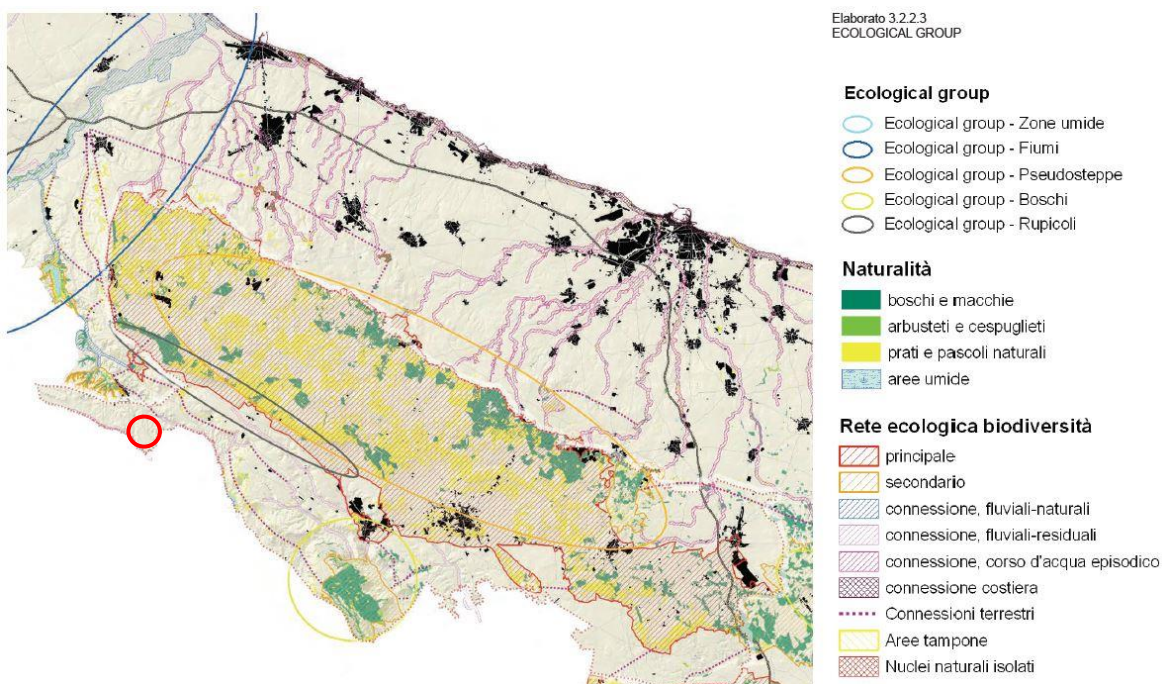 Elaborato 3.2.2.3
ECOLOGICAL GROUP
Ecological group
Ecological group - Zone umide
Ecological group - Fiumi
Ecological group - Pseudosteppe
Ecological group - Boschi
Ecological group - Rupicoli
Naturalità
boschi e macchie
arbusteti e cespuglieti
prati e pascoli naturali
aree umide
Rete ecologica biodiversità
principale
secondario
connessione, fluviali-naturali
connessione, fluviali-residuali
connessione, corso d'acqua episodico
connessione costiera
Connessioni terrestri
Aree tampone
Nuclei naturali isolati